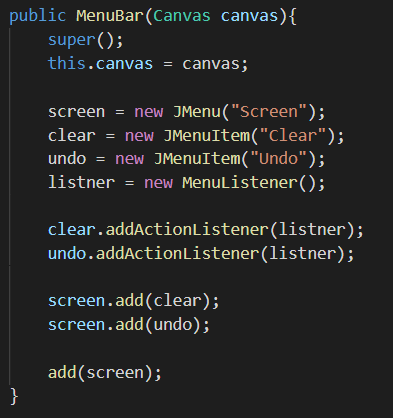 public MenuBar(Canvas canvas){
super();
this.canvas = canvas;
screen = new JMenu("Screen");
clear = new JMenuItem("Clear");
undo = new JMenuItem("Undo");
listner = new MenuListener();
clear.addActionListener(listner);
undo.addActionListener(listner);
screen.add(clear);
screen.add(undo);
add(screen);
}